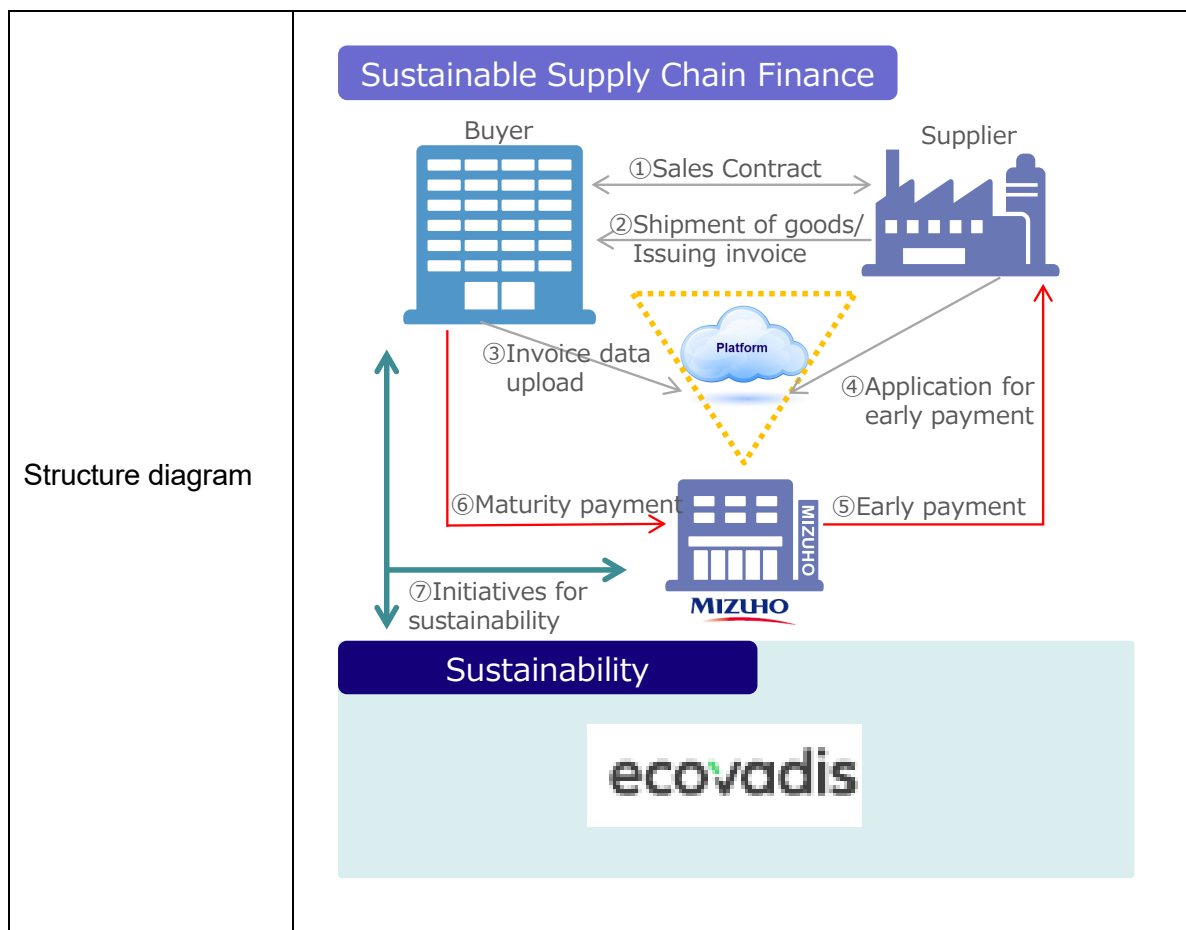 Structure diagram
Sustainable Supply Chain Finance
Buyer
Supplier
①Sales Contract
②Shipment of goods/
Issuing invoice
Platform
③Invoice data
upload
④Application for
early payment
⑥Maturity payment
⑤Early payment
MIZUHO
MIZUHO
⑦Initiatives for
sustainability
Sustainability
ecovadis